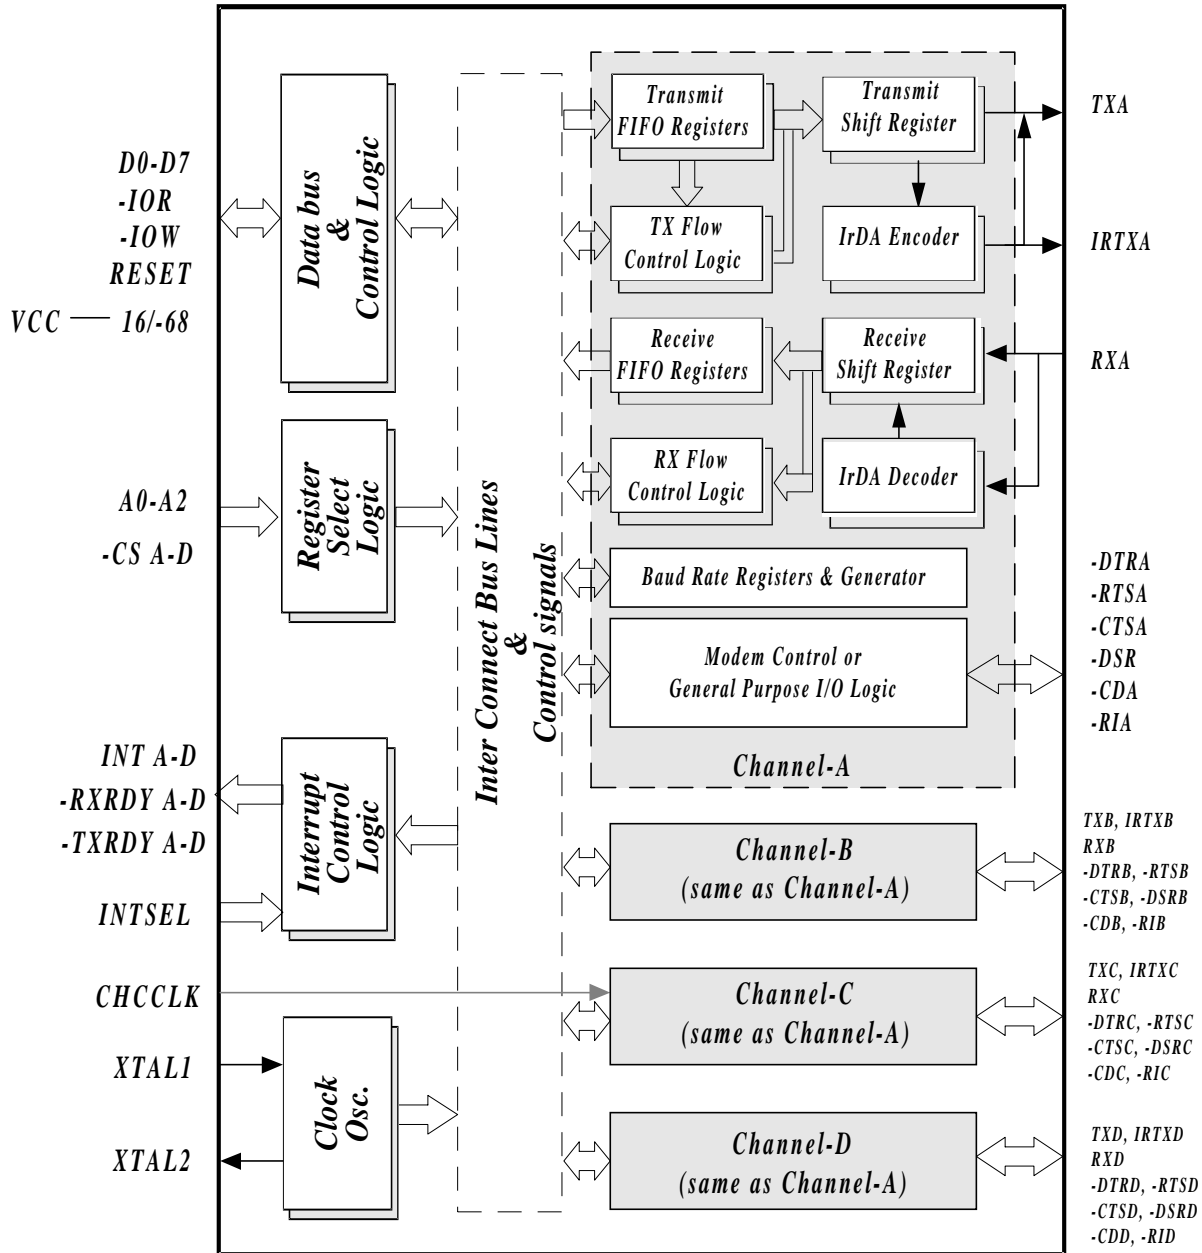 D0-D7
-IOR
-IOW
RESET
VCC
16/-68
Data bus
&
Control Logic
A0-A2
-CS A-D
Register
Select
Logic
INT A-D
-RXRDY A-D
-TXRDY A-D
INTSEL
Interrupt
Control
Logic
CHCCLK
XTAL1
XTAL2
Clock
Osc.
Inter Connect Bus Lines
&
Control signals
Transmit
FIFO Registers
Transmit
Shift Register
TX Flow
Control Logic
IrDA Encoder
Receive
FIFO Registers
Receive
Shift Register
RX Flow
Control Logic
IrDA Decoder
Baud Rate Registers & Generator
Modem Control or
General Purpose I/O Logic
Channel-A
Channel-B
(same as Channel-A)
Channel-C
(same as Channel-A)
Channel-D
(same as Channel-A)
TXA
IRTXA
RXA
-DTRA
-RTSA
-CTSA
-DSR
-CDA
-RIA
TXB, IRTXB
RXB
-DTRB, -RTSB
-CTSB, -DSRB
-CDB, -RIB
TXC, IRTXC
RXC
-DTRC, -RTSC
-CTSC, -DSRC
-CDC, -RIC
TXD, IRTXD
RXD
-DTRD, -RTSD
-CTSD, -DSRD
-CDD, -RID